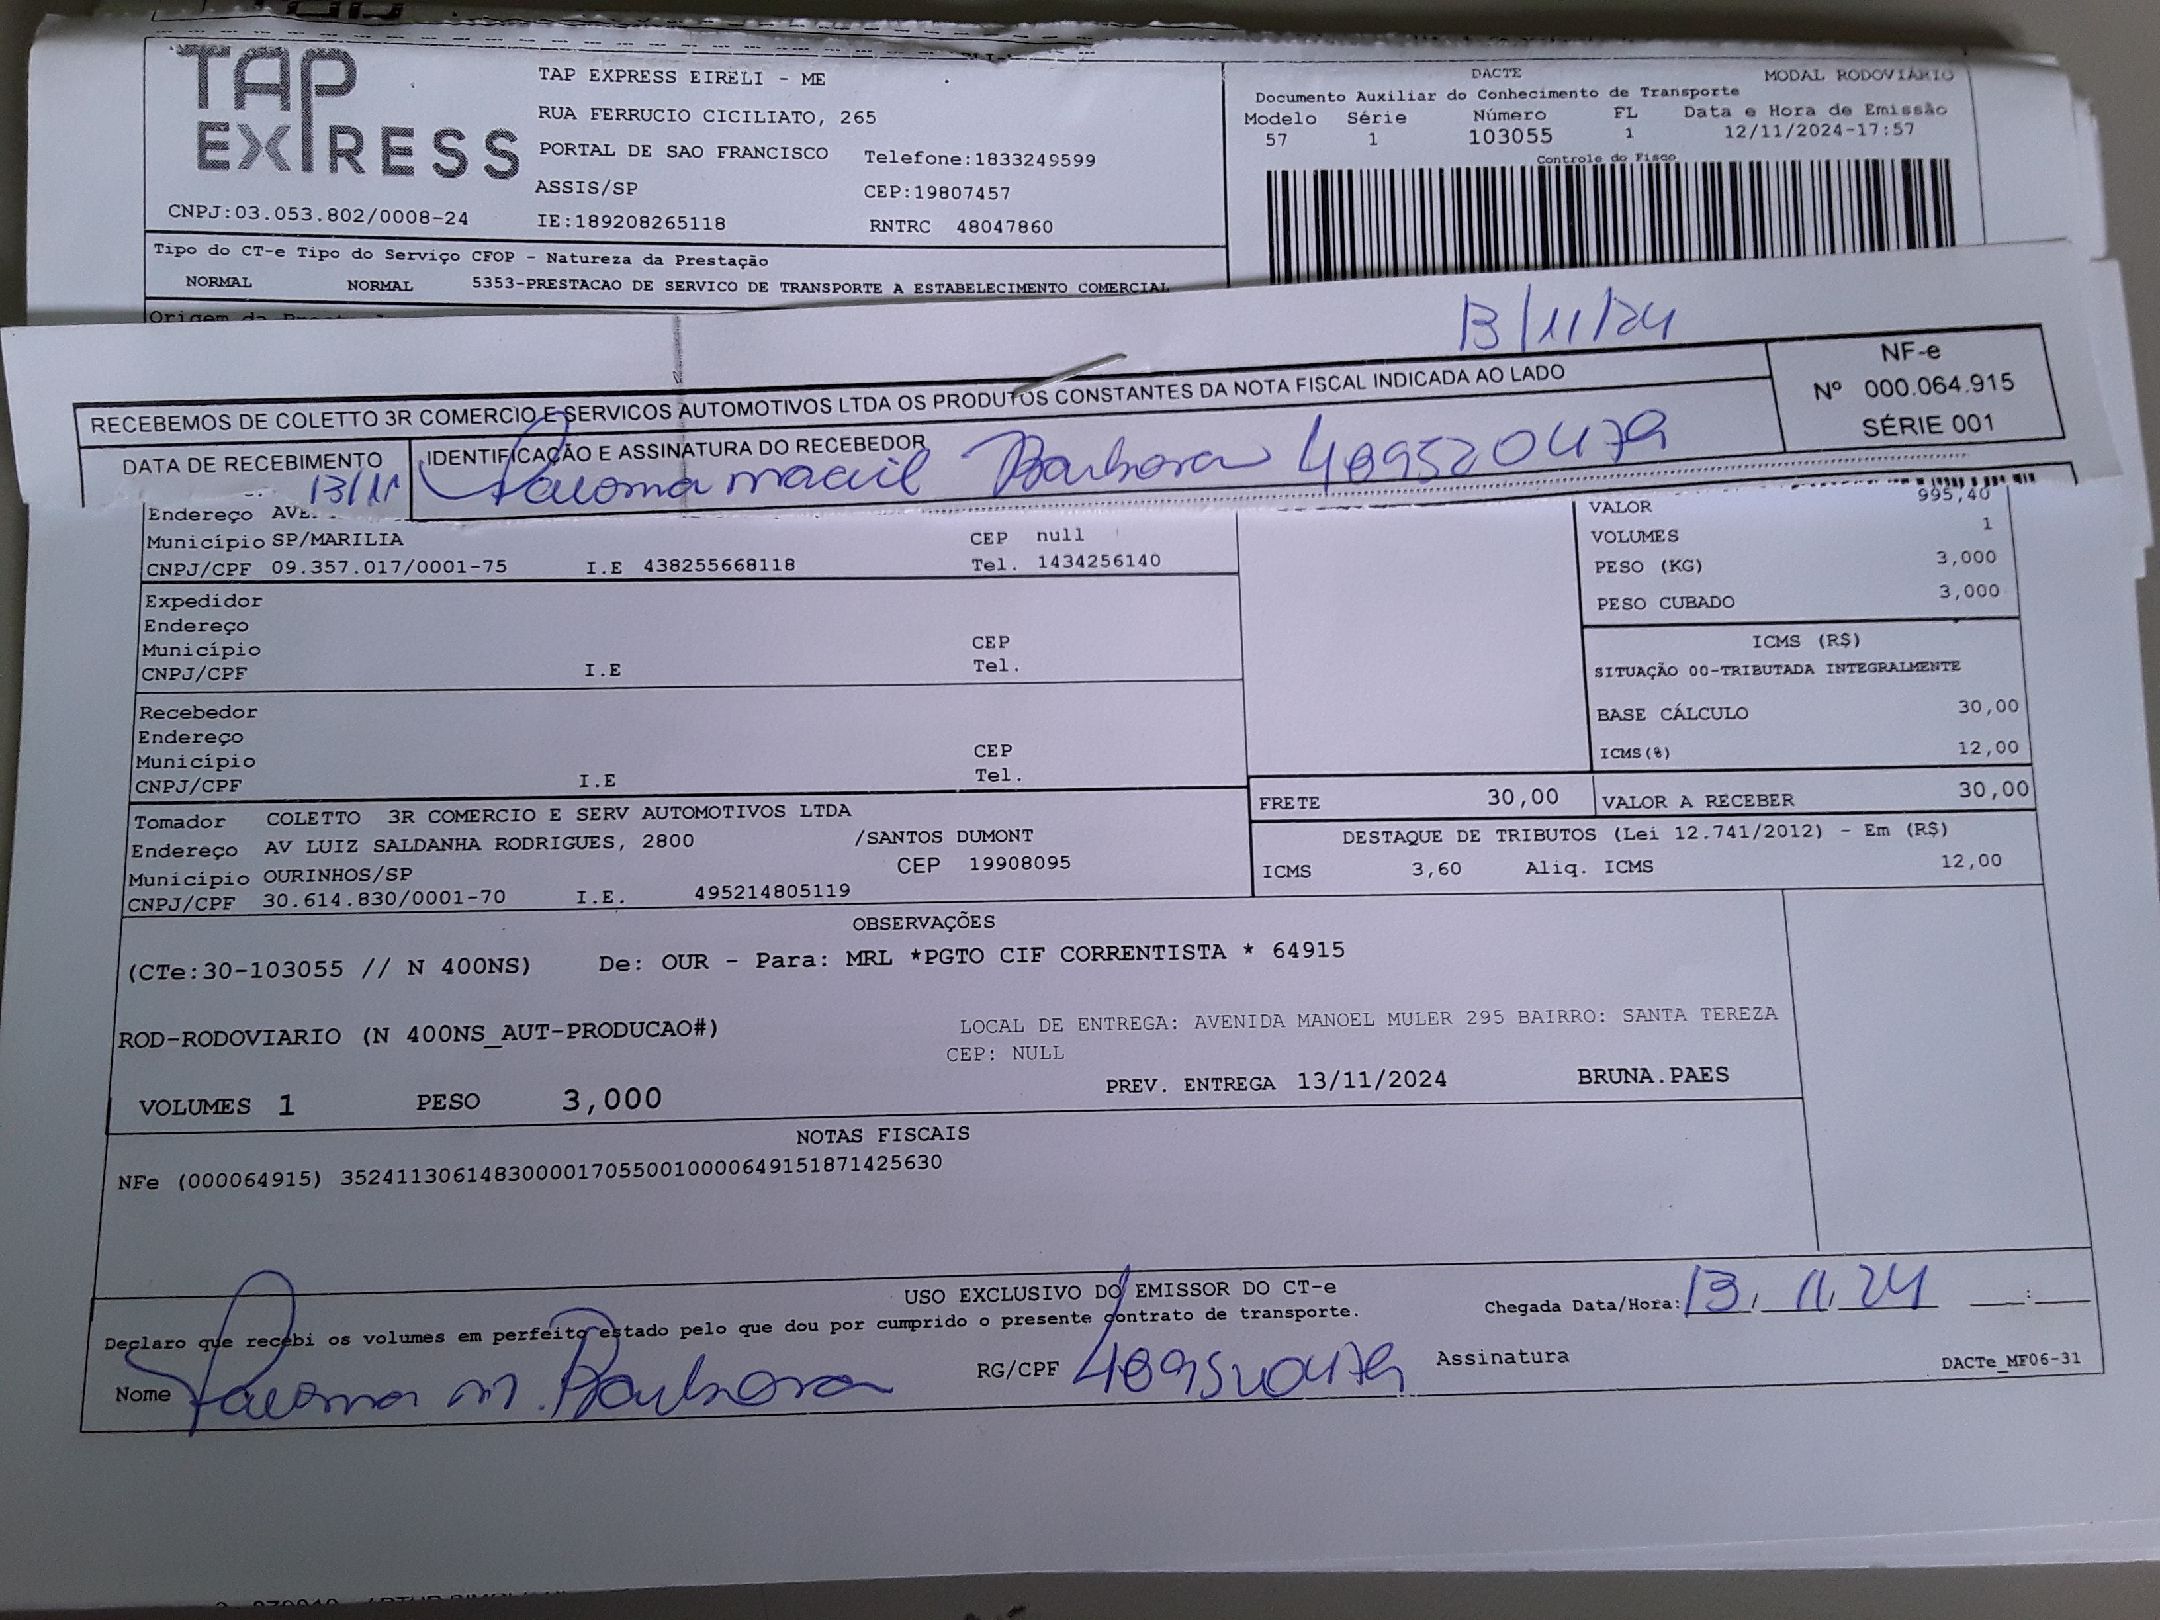 TAP EXPRESS
TAP EXPRESS EIRELI - ME
RUA FERRUCIO CICILIATO, 265
PORTAL DE SAO FRANCISCO Telefone:1833249599
ASSIS/SP CEP:19807457
CNPJ:03.053.802/0008-24 IE:189208265118 RNTRC 48047860
DACTE MODAL RODOVIÁRIO
Documento Auxiliar do Conhecimento de Transporte
Modelo Série Número FL Data e Hora de Emissão
57 1 103055 1 12/11/2024-17:57
Controle do Fisco
Tipo do CT-e Tipo do Serviço CFOP - Natureza da Prestação
NORMAL NORMAL 5353-PRESTACAO DE SERVICO DE TRANSPORTE A ESTABELECIMENTO COMERCIAL
Origem da
13/11/24
RECEBEMOS DE COLETTO 3R COMERCIO E SERVICOS AUTOMOTIVOS LTDA OS PRODUTOS CONSTANTES DA NOTA FISCAL INDICADA AO LADO
NF-e
Nº 000.064.915
SÉRIE 001
DATA DE RECEBIMENTO IDENTIFICAÇÃO E ASSINATURA DO RECEBEDOR
13/11 Paloma maciel Barbosa 489520479
Endereço AVE
Município SP/MARILIA CEP null
CNPJ/CPF 09.357.017/0001-75 I.E 438255668118 Tel. 1434256140
VALOR 995,40
VOLUMES 1
PESO (KG) 3,000
PESO CUBADO 3,000
Expedidor
Endereço
Município CEP
CNPJ/CPF I.E Tel.
ICMS (R$)
SITUAÇÃO 00-TRIBUTADA INTEGRALMENTE
BASE CÁLCULO 30,00
ICMS(%) 12,00
Recebedor
Endereço
Município CEP
CNPJ/CPF I.E Tel.
FRETE 30,00 VALOR A RECEBER 30,00
Tomador COLETTO 3R COMERCIO E SERV AUTOMOTIVOS LTDA
Endereço AV LUIZ SALDANHA RODRIGUES, 2800 /SANTOS DUMONT
Município OURINHOS/SP CEP 19908095
CNPJ/CPF 30.614.830/0001-70 I.E. 495214805119
DESTAQUE DE TRIBUTOS (Lei 12.741/2012) - Em (R$)
ICMS 3,60 Aliq. ICMS 12,00
OBSERVAÇÕES
(CTe:30-103055 // N 400NS) De: OUR - Para: MRL *PGTO CIF CORRENTISTA * 64915
ROD-RODOVIARIO (N 400NS_AUT-PRODUCAO#) LOCAL DE ENTREGA: AVENIDA MANOEL MULER 295 BAIRRO: SANTA TEREZA
CEP: NULL
VOLUMES 1 PESO 3,000 PREV. ENTREGA 13/11/2024 BRUNA.PAES
NOTAS FISCAIS
NFe (000064915) 35241130614830000170550010000649151871425630
USO EXCLUSIVO DO EMISSOR DO CT-e
Declaro que recebi os volumes em perfeito estado pelo que dou por cumprido o presente contrato de transporte. Chegada Data/Hora: 13, 11, 24 __:__
Nome Paloma m. Barbosa RG/CPF 489520479 Assinatura DACTe_MF06-31